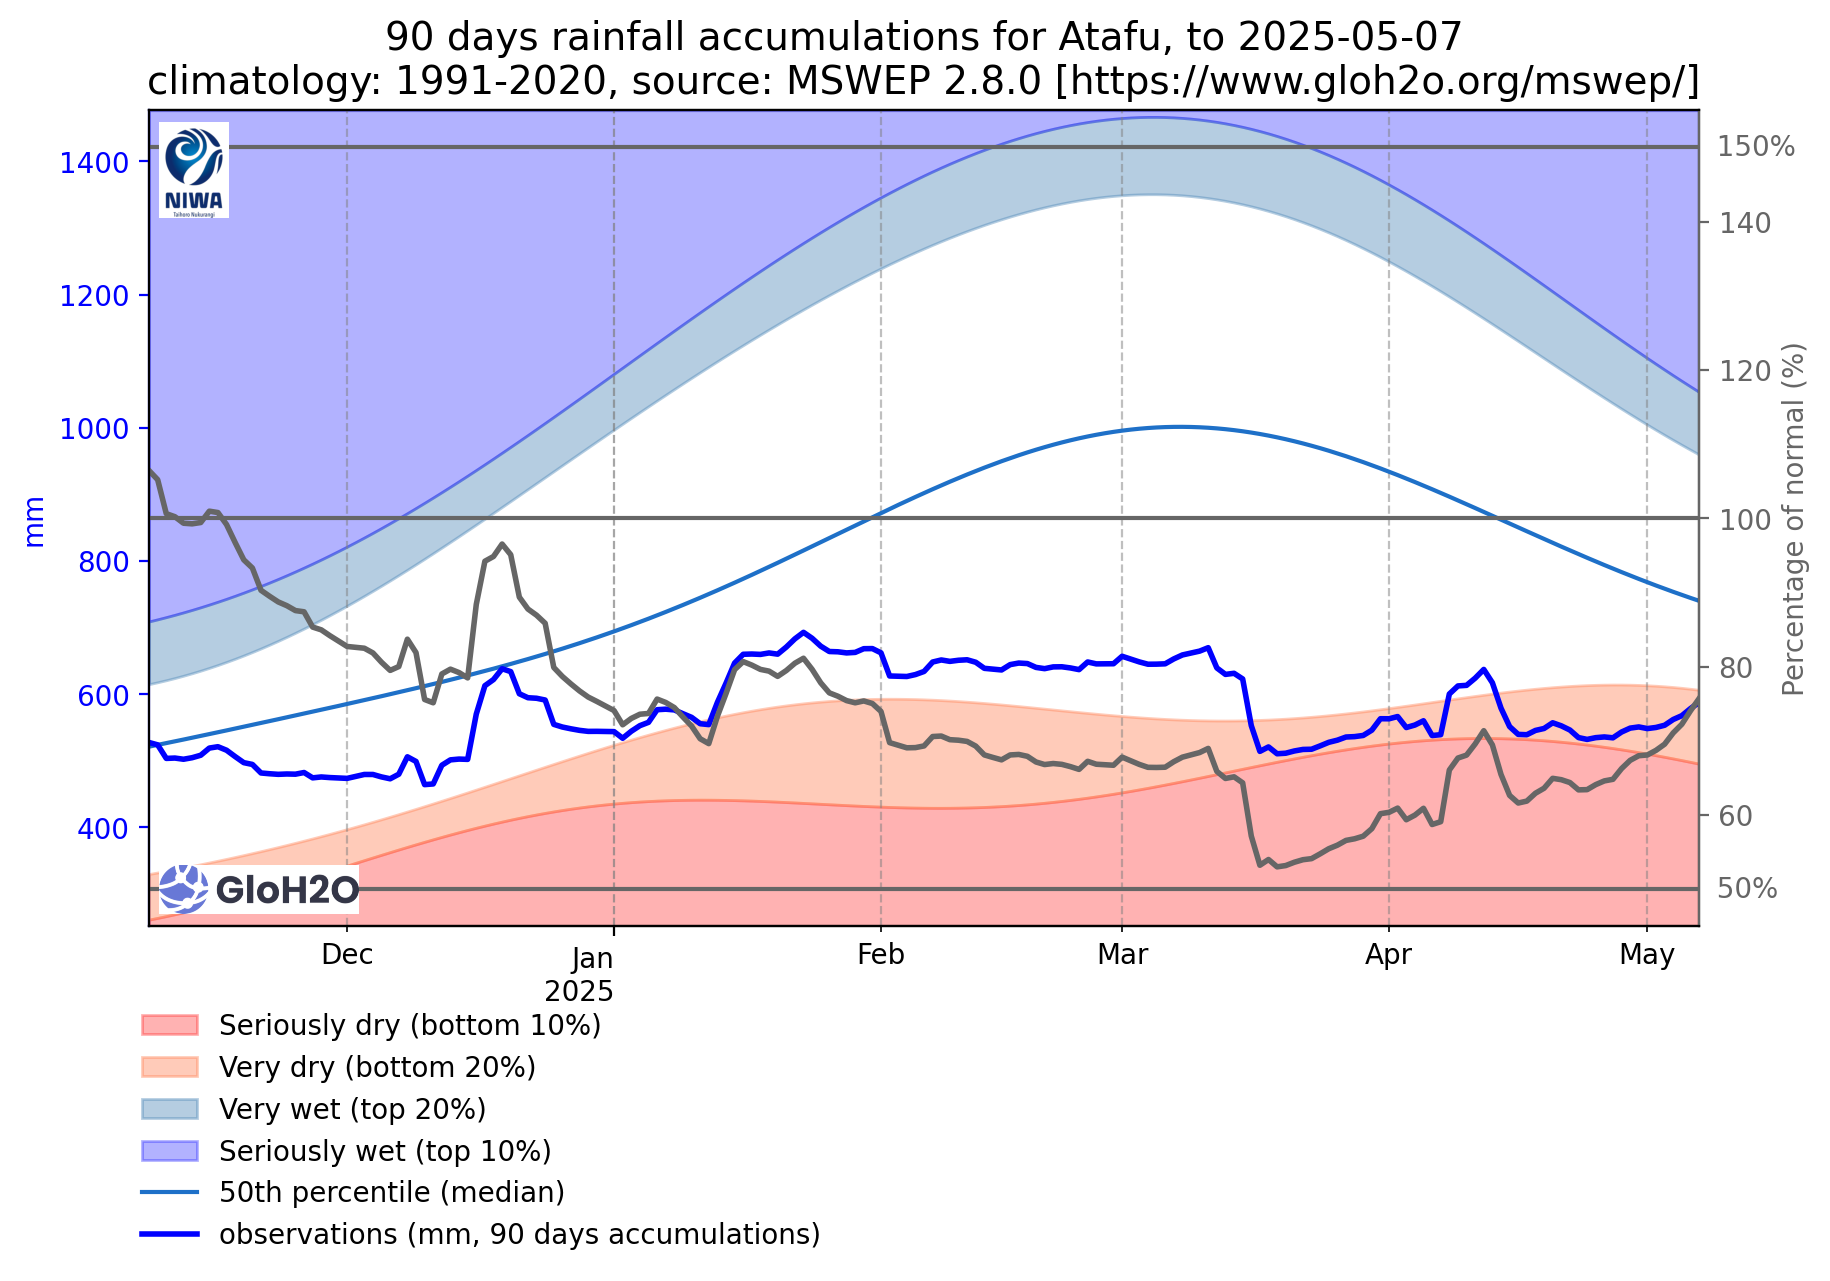 90 days rainfall accumulations for Atafu, to 2025-05-07
climatology: 1991-2020, source: MSWEP 2.8.0 [https://www.gloh2o.org/mswep/]
NIWA
Taihoro Nukurangi
GloH2O
mm
1400
1200
1000
800
600
400
150%
140
120
100
80
60
50%
Percentage of normal (%)
Dec
Jan
2025
Feb
Mar
Apr
May
Seriously dry (bottom 10%)
Very dry (bottom 20%)
Very wet (top 20%)
Seriously wet (top 10%)
50th percentile (median)
observations (mm, 90 days accumulations)